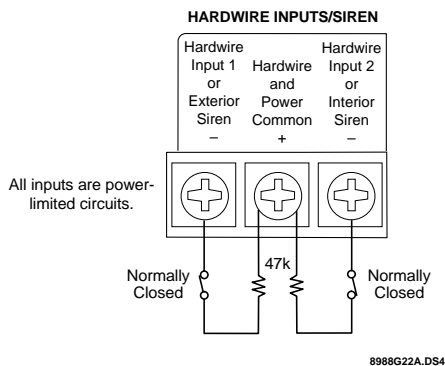 HARDWIRE INPUTS/SIREN
Hardwire
Input 1
or
Exterior
Siren
–
Hardwire
and
Power
Common
+
Hardwire
Input 2
or
Interior
Siren
–
All inputs are power-
limited circuits.
Normally
Closed
47k
Normally
Closed
8988G22A.DS4